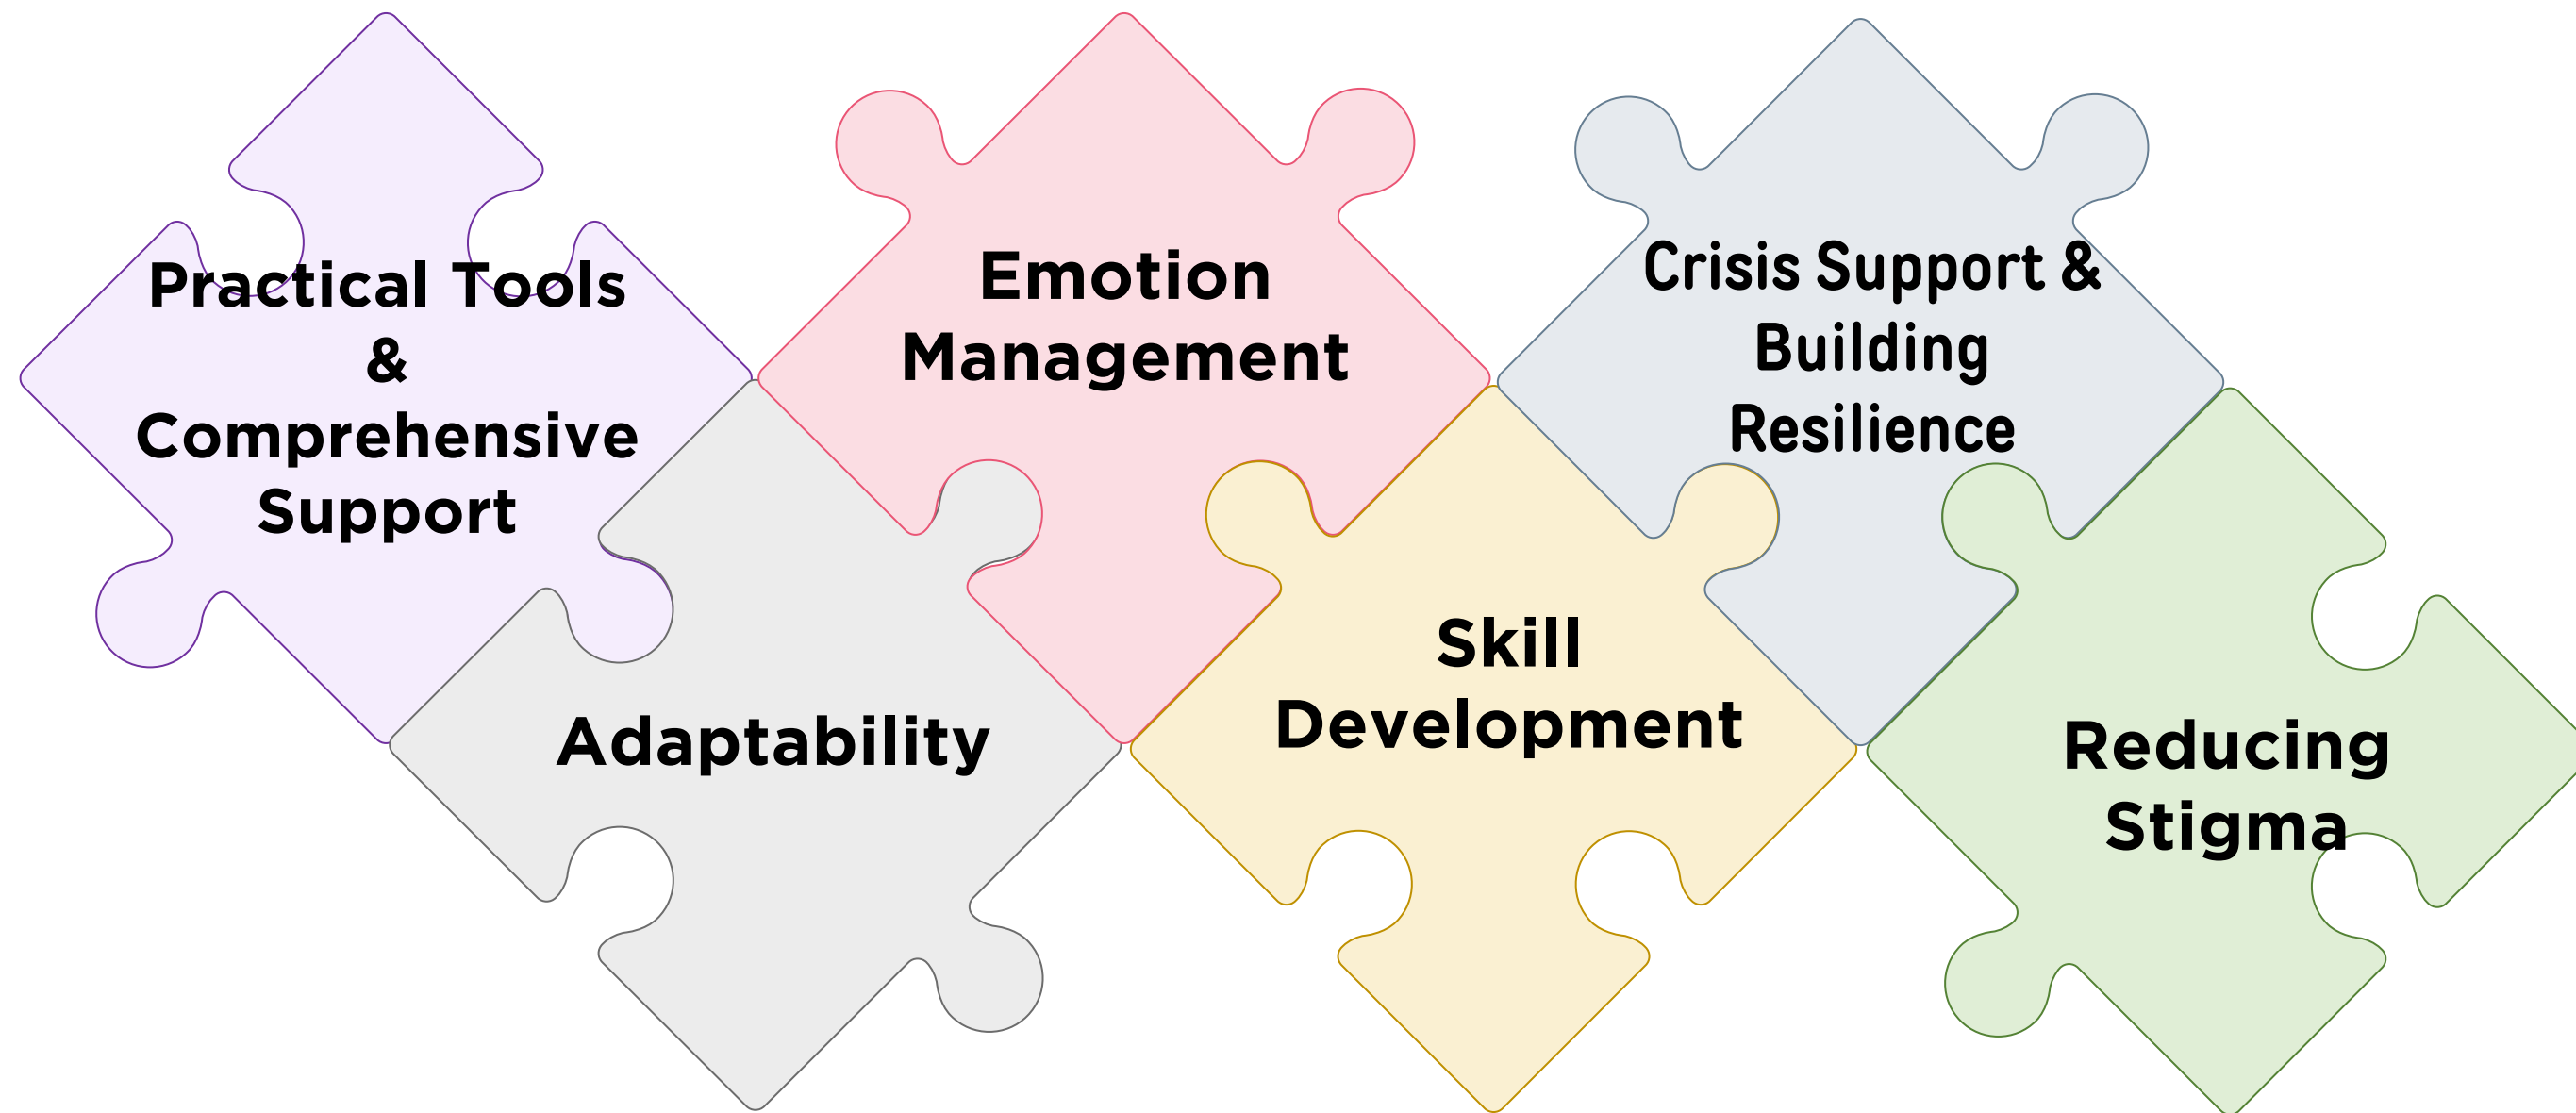 Practical Tools
&
Comprehensive
Support
Adaptability
Emotion
Management
Skill
Development
Crisis Support &
Building
Resilience
Reducing
Stigma